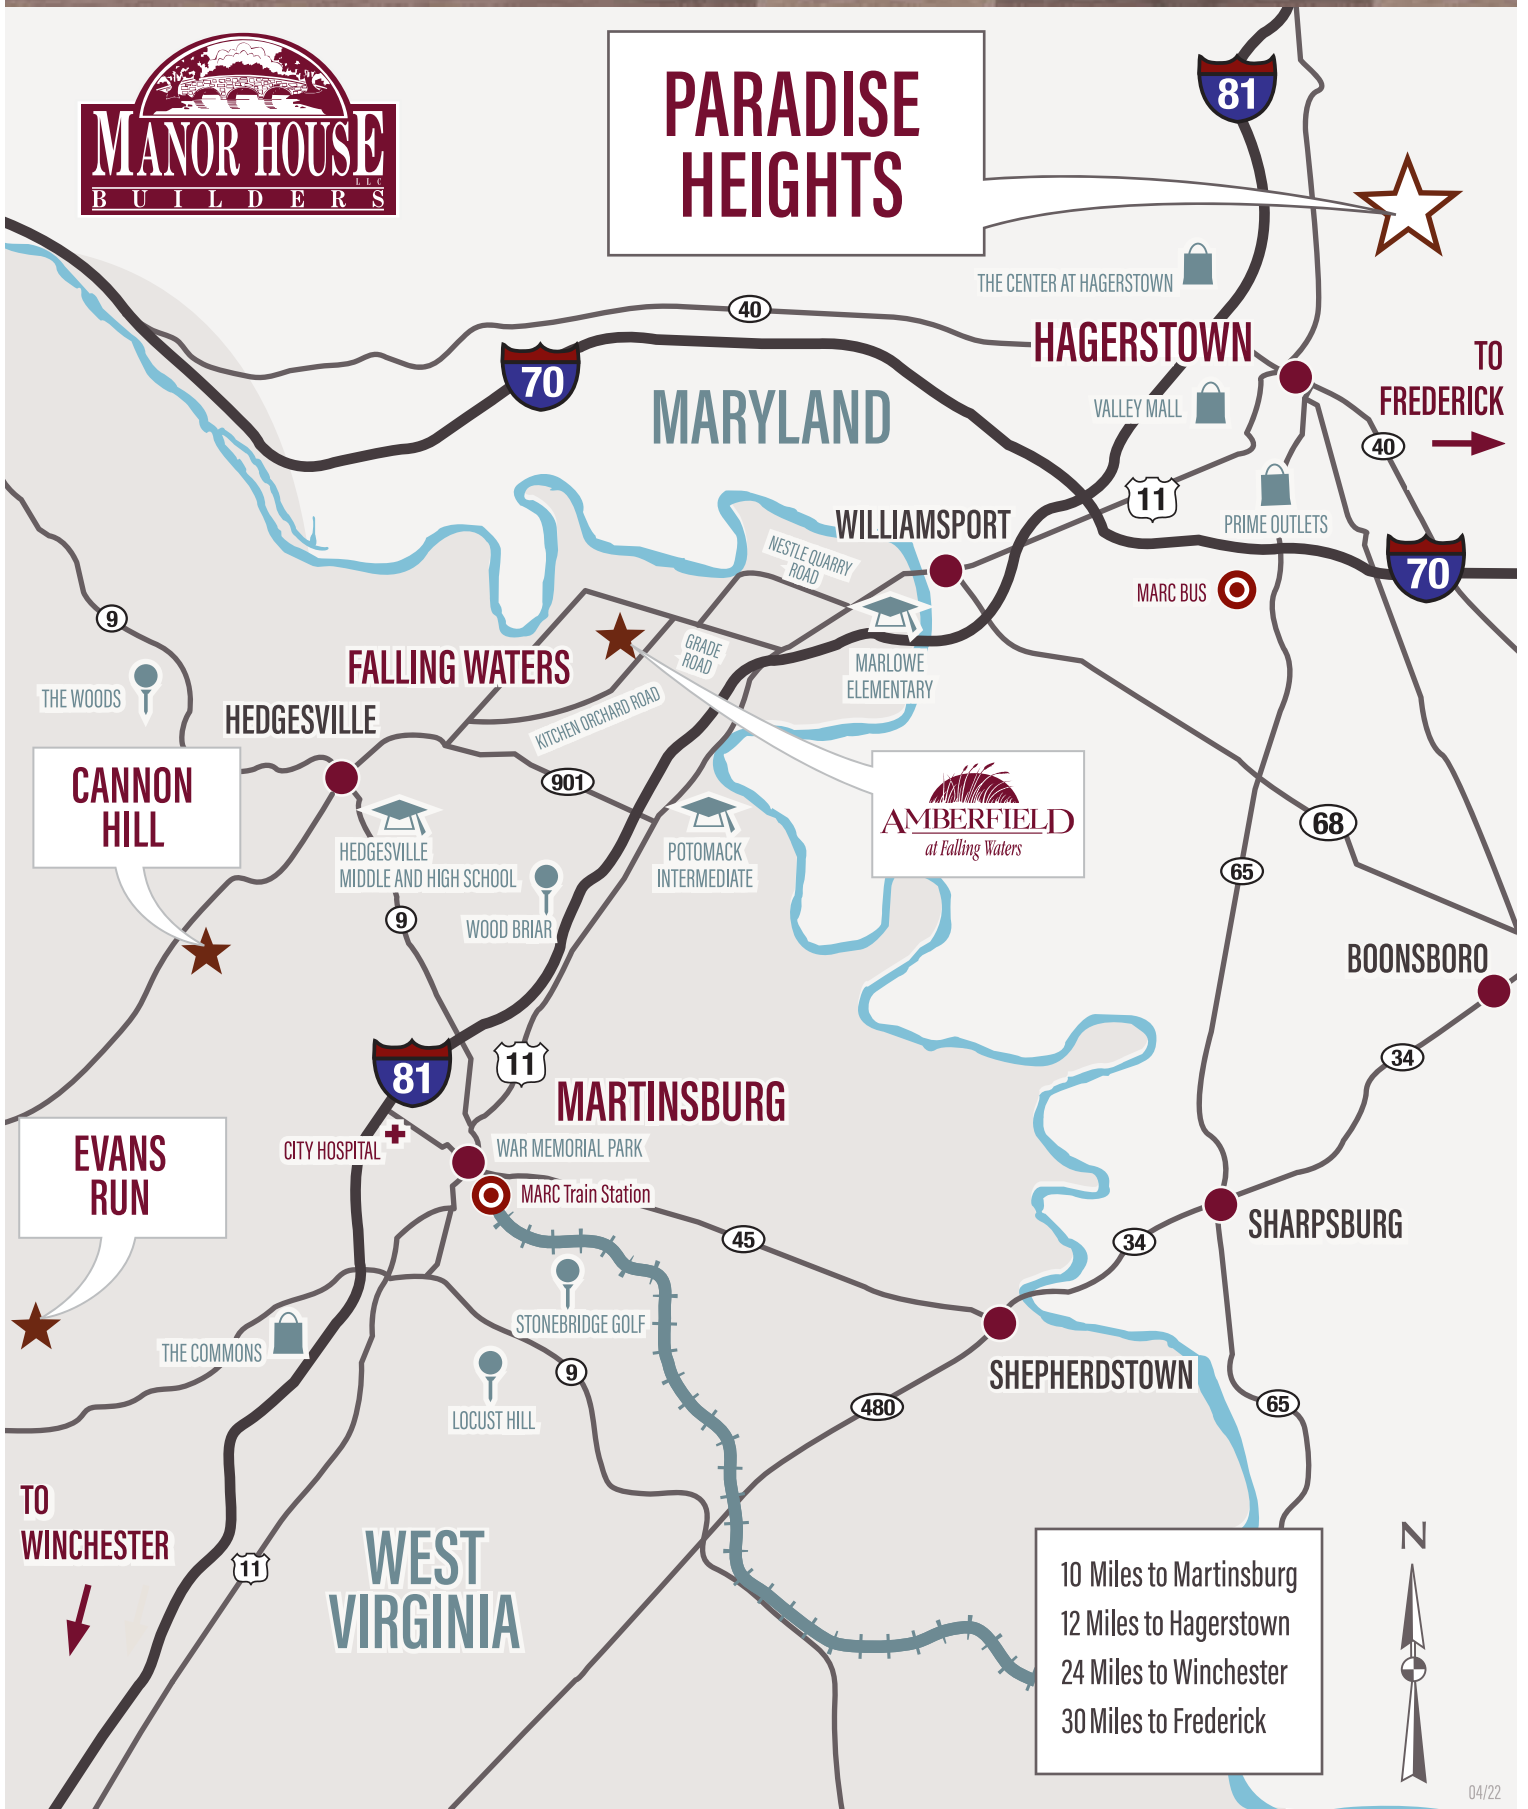 MANOR HOUSE
LLC
BUILDERS
PARADISE
HEIGHTS
81
THE CENTER AT HAGERSTOWN
40
HAGERSTOWN
TO
FREDERICK
70
MARYLAND
VALLEY MALL
40
11
PRIME OUTLETS
WILLIAMSPORT
NESTLE QUARRY
ROAD
70
MARC BUS
9
GRADE
ROAD
FALLING WATERS
MARLOWE
ELEMENTARY
THE WOODS
HEDGESVILLE
KITCHEN ORCHARD ROAD
CANNON
HILL
901
AMBERFIELD
at Falling Waters
68
HEDGESVILLE
MIDDLE AND HIGH SCHOOL
POTOMACK
INTERMEDIATE
65
9
WOOD BRIAR
BOONSBORO
81
11
34
MARTINSBURG
EVANS
RUN
CITY HOSPITAL
WAR MEMORIAL PARK
MARC Train Station
45
34
SHARPSBURG
STONEBRIDGE GOLF
THE COMMONS
9
SHEPHERDSTOWN
LOCUST HILL
480
65
TO
WINCHESTER
11
WEST
VIRGINIA
10 Miles to Martinsburg
12 Miles to Hagerstown
24 Miles to Winchester
30 Miles to Frederick
N
04/22